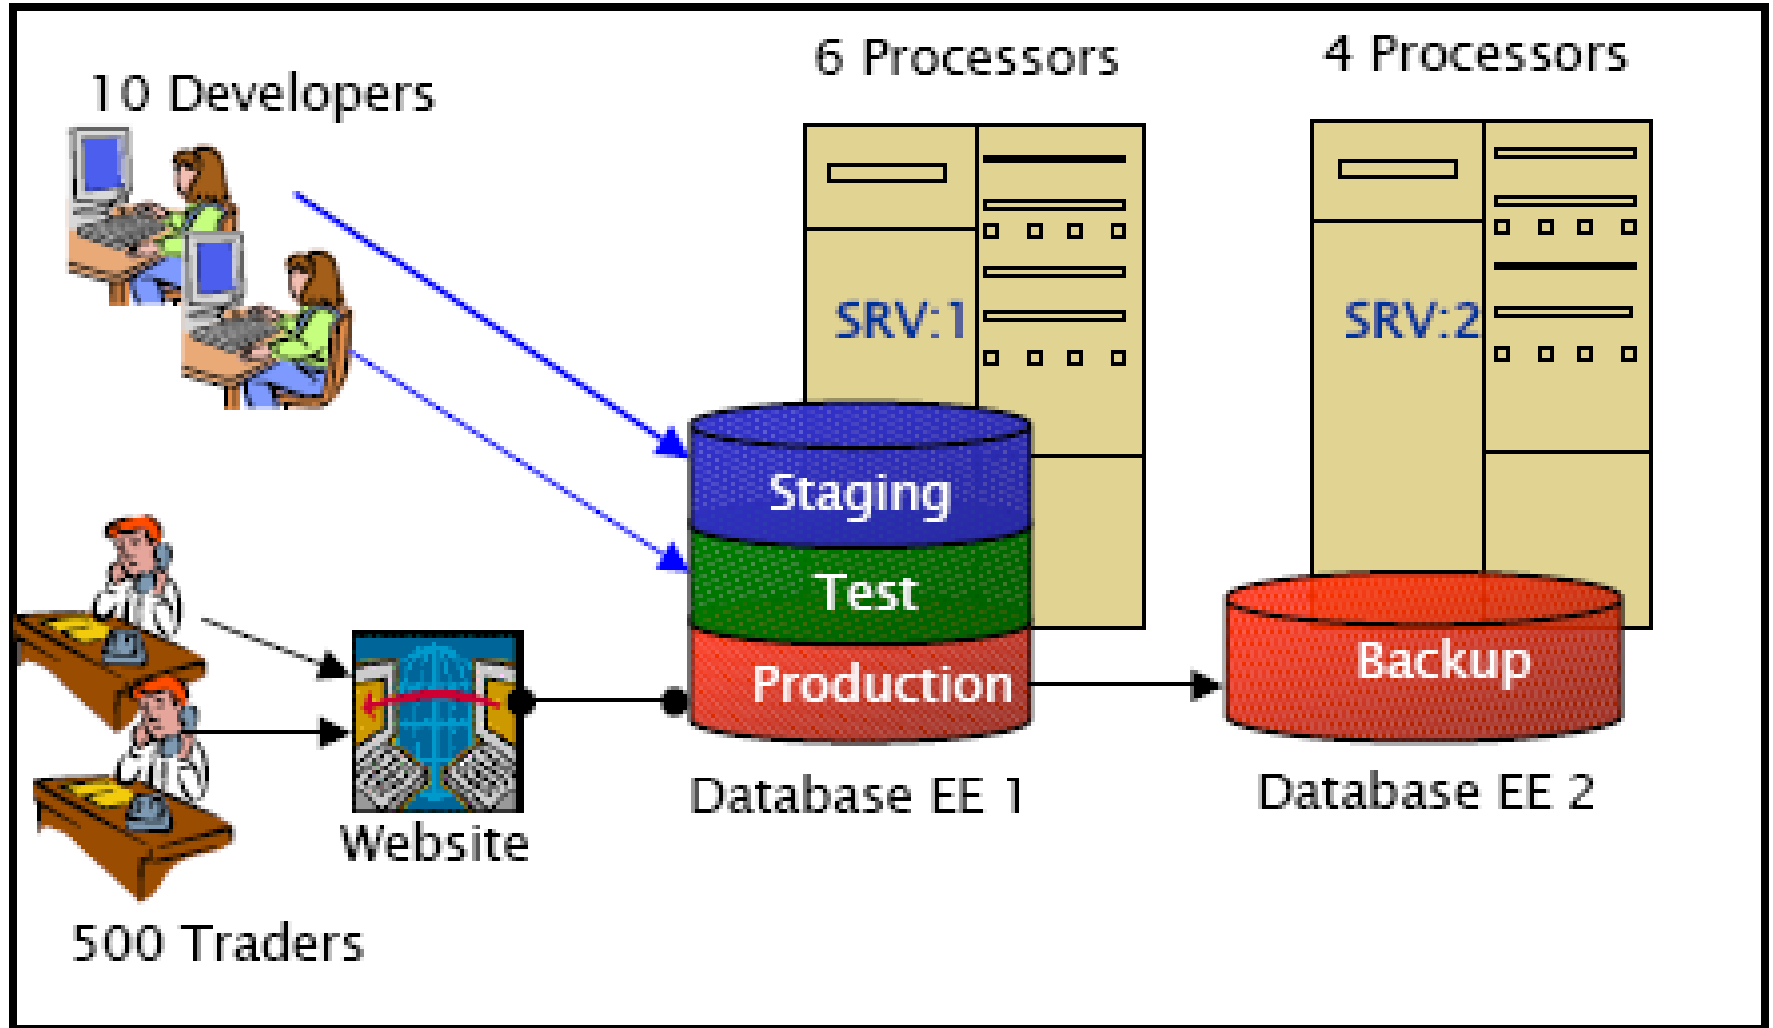 6 Processors
4 Processors
10 Developers
SRV:1
SRV:2
Staging
Test
Production
Backup
Database EE 1
Database EE 2
Website
500 Traders